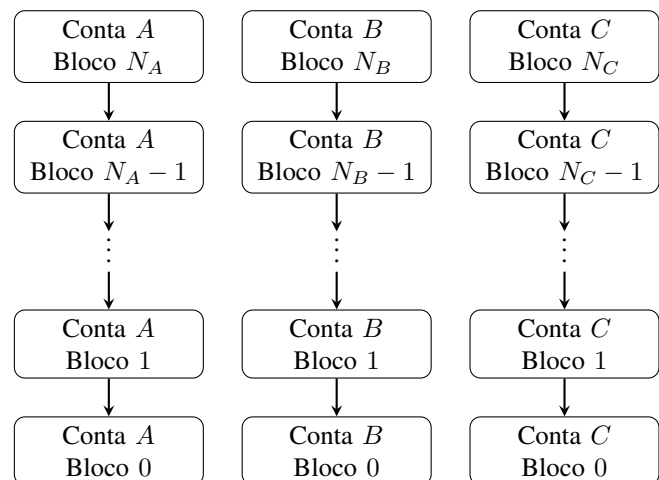 Conta A
Bloco N_A
Conta B
Bloco N_B
Conta C
Bloco N_C
Conta A
Bloco N_A − 1
Conta B
Bloco N_B − 1
Conta C
Bloco N_C − 1
Conta A
Bloco 1
Conta B
Bloco 1
Conta C
Bloco 1
Conta A
Bloco 0
Conta B
Bloco 0
Conta C
Bloco 0